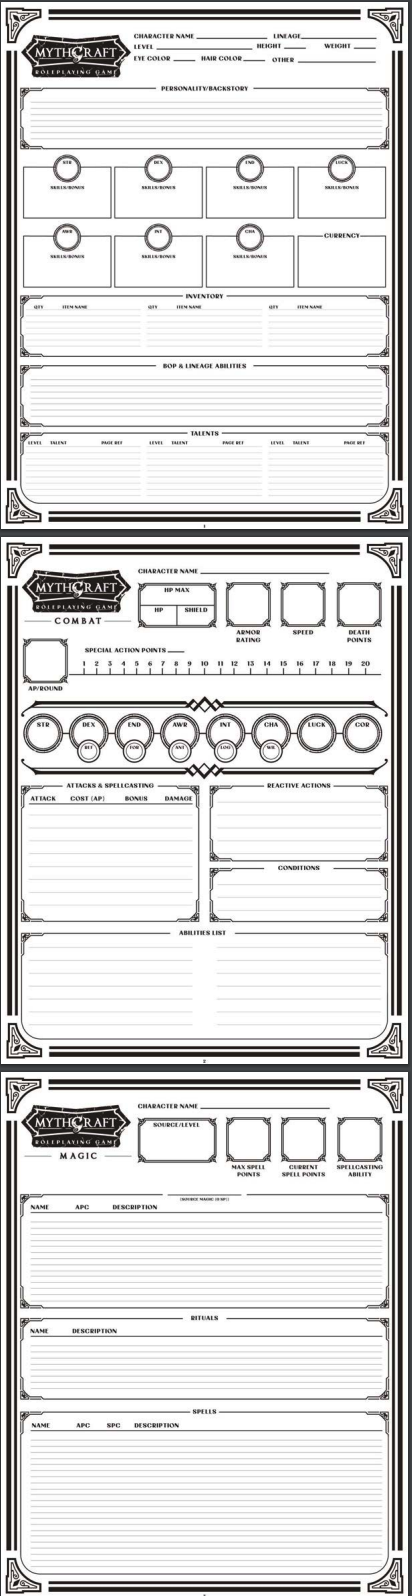 MYTHCRAFT
ROLEPLAYING GAME
CHARACTER NAME LINEAGE
LEVEL HEIGHT WEIGHT
EYE COLOR HAIR COLOR OTHER
PERSONALITY/BACKSTORY
STR DEX END LUCK
SKILLS/BONUS SKILLS/BONUS SKILLS/BONUS SKILLS/BONUS
AWR INT CHA CURRENCY
SKILLS/BONUS SKILLS/BONUS SKILLS/BONUS
INVENTORY
QTY ITEM NAME QTY ITEM NAME QTY ITEM NAME
BOP & LINEAGE ABILITIES
TALENTS
LEVEL TALENT PAGE REF LEVEL TALENT PAGE REF LEVEL TALENT PAGE REF
1
MYTHCRAFT
ROLEPLAYING GAME
COMBAT
CHARACTER NAME
HP MAX
HP SHIELD
ARMOR RATING
SPEED
DEATH POINTS
SPECIAL ACTION POINTS
1 2 3 4 5 6 7 8 9 10 11 12 13 14 15 16 17 18 19 20
AP/ROUND
STR DEX END AWR INT CHA LUCK COR
REF FOR ANT LOG WIL
ATTACKS & SPELLCASTING
ATTACK COST (AP) BONUS DAMAGE
REACTIVE ACTIONS
CONDITIONS
ABILITIES LIST
2
MYTHCRAFT
ROLEPLAYING GAME
MAGIC
CHARACTER NAME
SOURCE/LEVEL
MAX SPELL POINTS
CURRENT SPELL POINTS
SPELLCASTING ABILITY
(SOURCE MAGIC (0 SP))
NAME APC DESCRIPTION
RITUALS
NAME DESCRIPTION
SPELLS
NAME APC SPC DESCRIPTION